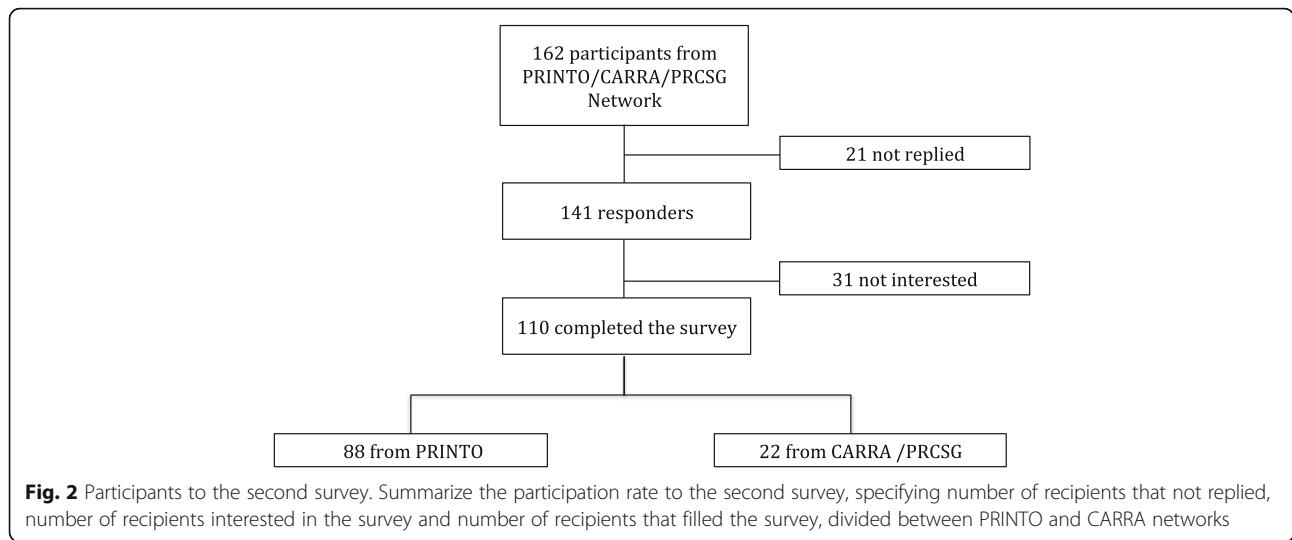 162 participants from
PRINTO/CARRA/PRCSG
Network
21 not replied
141 responders
31 not interested
110 completed the survey
88 from PRINTO
22 from CARRA /PRCSG
Fig. 2 Participants to the second survey. Summarize the participation rate to the second survey, specifying number of recipients that not replied,
number of recipients interested in the survey and number of recipients that filled the survey, divided between PRINTO and CARRA networks